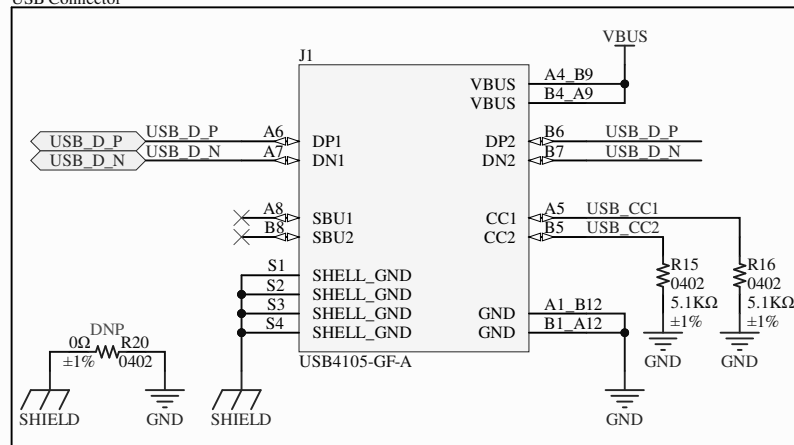 USB Connector
VBUS
J1
VBUS A4_B9
VBUS B4_A9
USB_D_P USB_D_P A6 DP1 DP2 B6 USB_D_P
USB_D_N USB_D_N A7 DN1 DN2 B7 USB_D_N
A8 SBU1 CC1 A5 USB_CC1
B8 SBU2 CC2 B5 USB_CC2
S1 SHELL_GND
S2 SHELL_GND
S3 SHELL_GND GND A1_B12
S4 SHELL_GND GND B1_A12
R15 R16
0402 0402
5.1KΩ 5.1KΩ
±1% ±1%
GND GND
DNP
0Ω R20
±1% 0402
USB4105-GF-A
SHIELD GND SHIELD GND